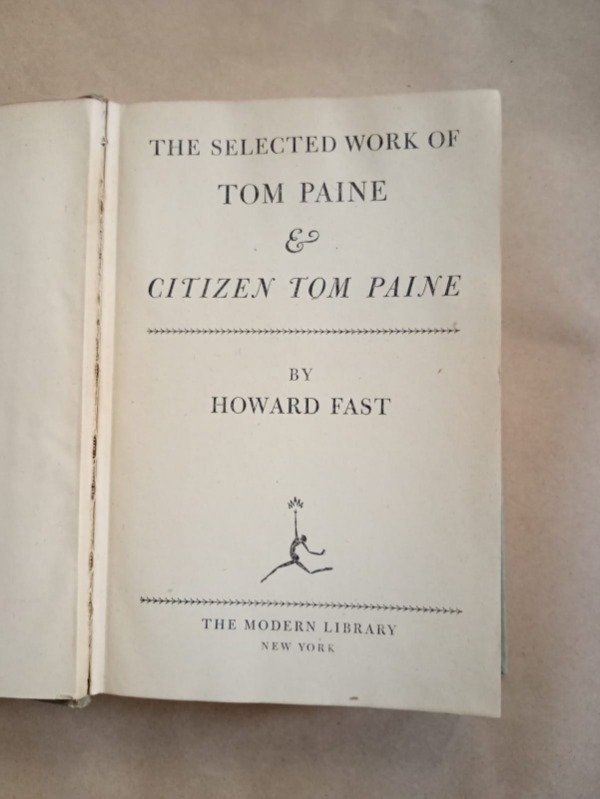 THE SELECTED WORK OF
TOM PAINE
&
CITIZEN TOM PAINE
BY
HOWARD FAST
THE MODERN LIBRARY
NEW YORK